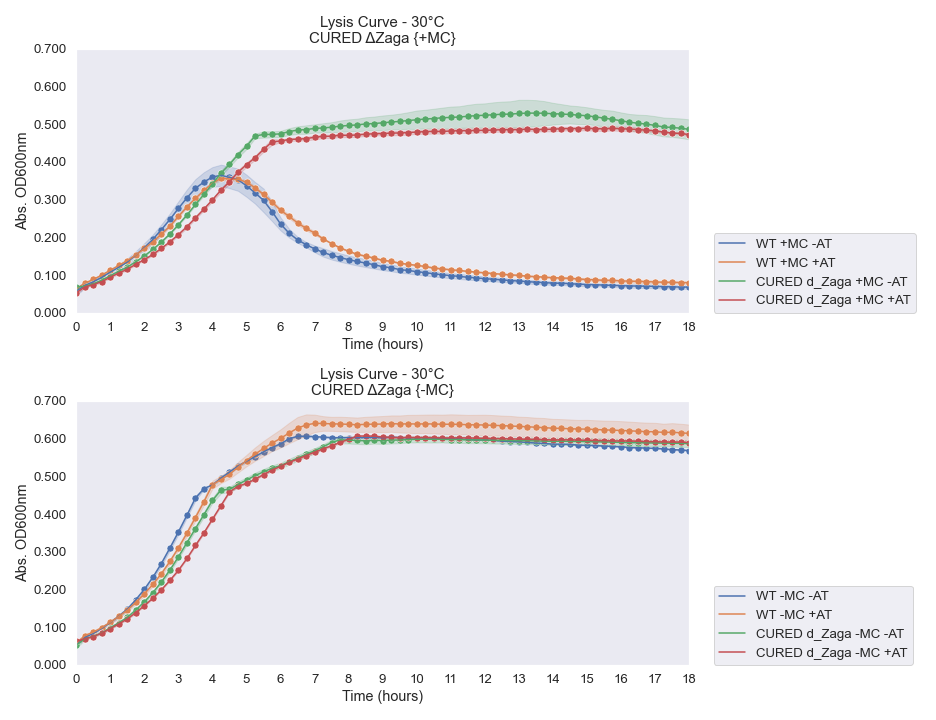 Lysis Curve - 30°C
CURED ΔZaga {+MC}
0.700
0.600
0.500
0.400
0.300
0.200
0.100
0.000
Abs. OD600nm
0 1 2 3 4 5 6 7 8 9 10 11 12 13 14 15 16 17 18
Time (hours)
WT +MC -AT
WT +MC +AT
CURED d_Zaga +MC -AT
CURED d_Zaga +MC +AT
Lysis Curve - 30°C
CURED ΔZaga {-MC}
0.700
0.600
0.500
0.400
0.300
0.200
0.100
0.000
Abs. OD600nm
0 1 2 3 4 5 6 7 8 9 10 11 12 13 14 15 16 17 18
Time (hours)
WT -MC -AT
WT -MC +AT
CURED d_Zaga -MC -AT
CURED d_Zaga -MC +AT